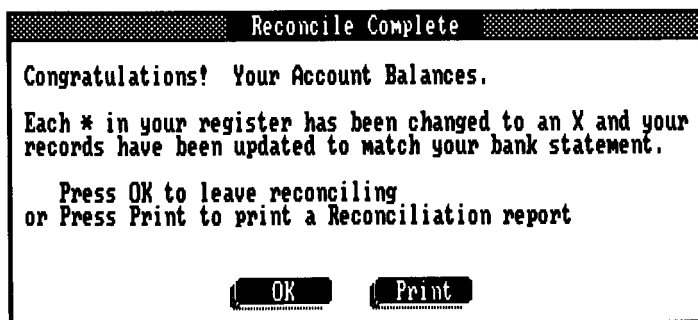 Reconcile Complete
Congratulations!  Your Account Balances.
Each * in your register has been changed to an X and your
records have been updated to match your bank statement.
Press OK to leave reconciling
or Press Print to print a Reconciliation report
OK Print